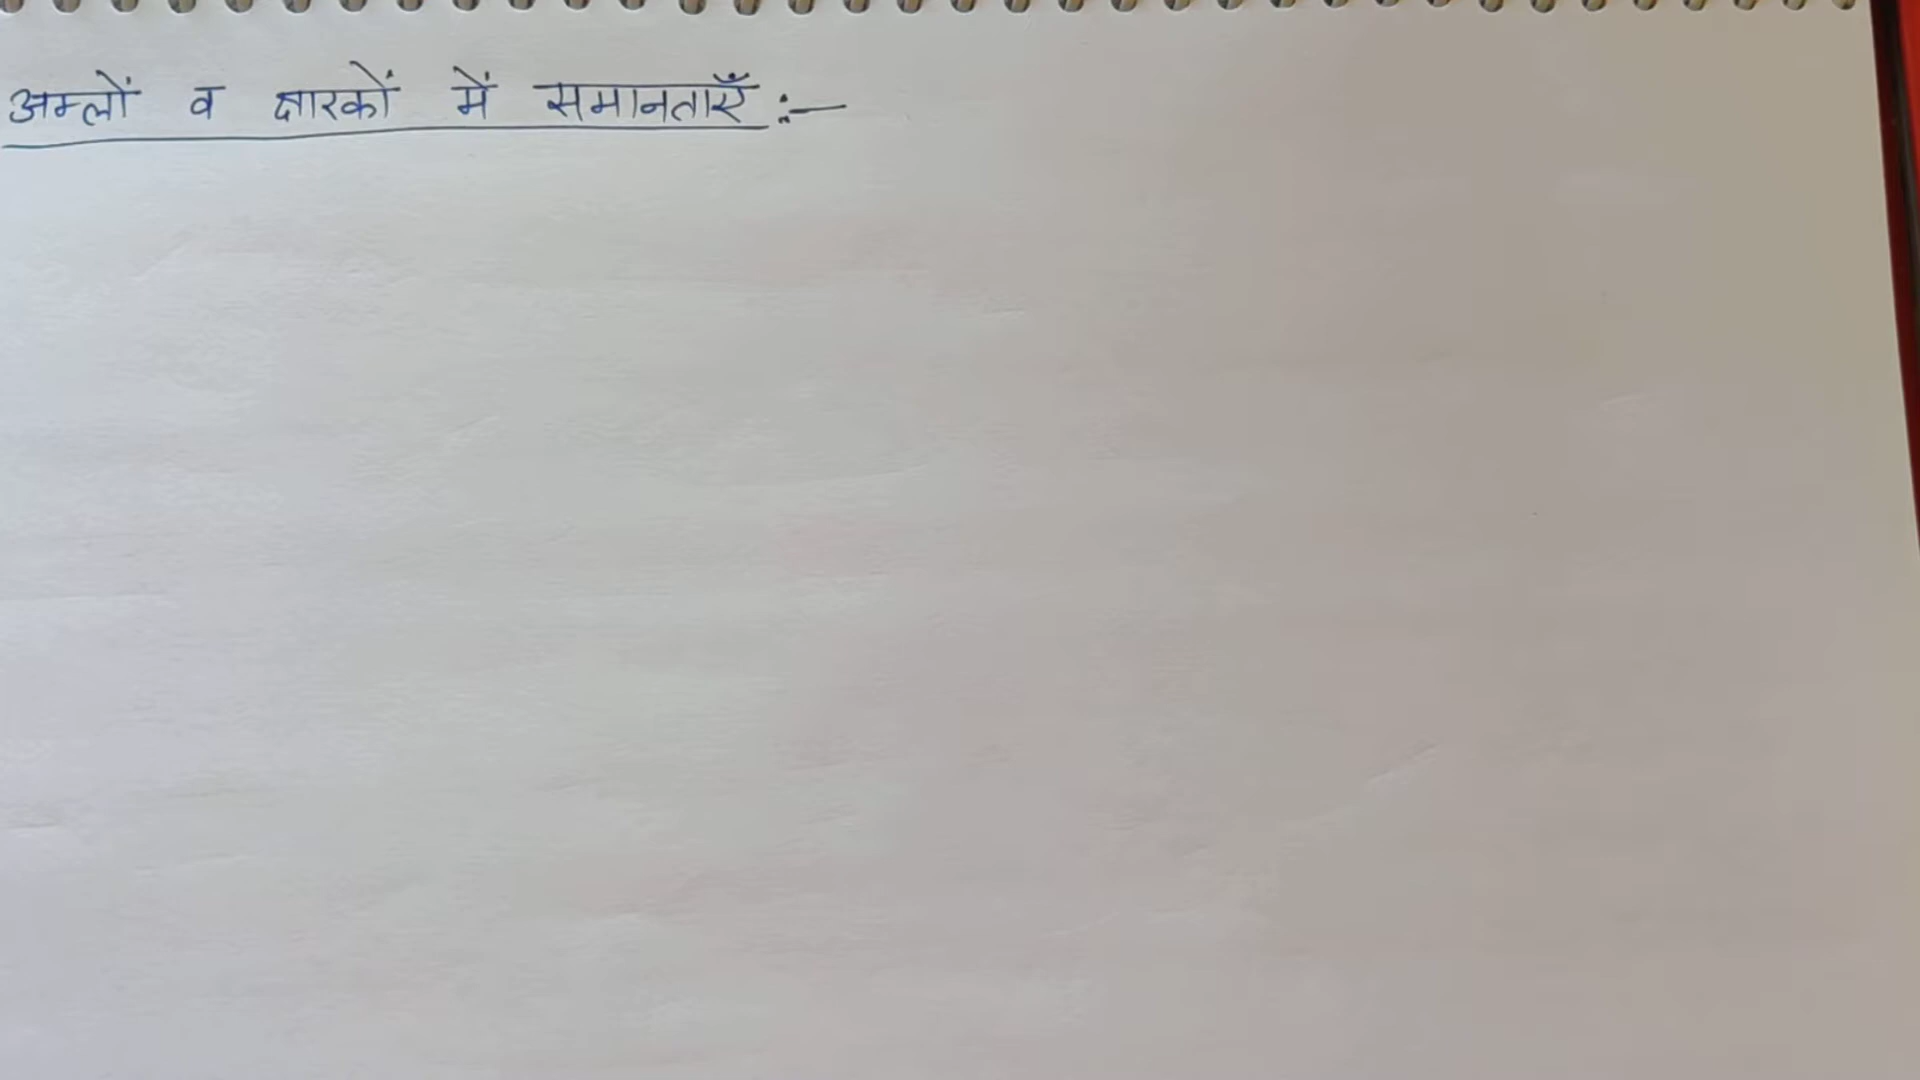 अम्लों व क्षारकों में समानताएँ :-